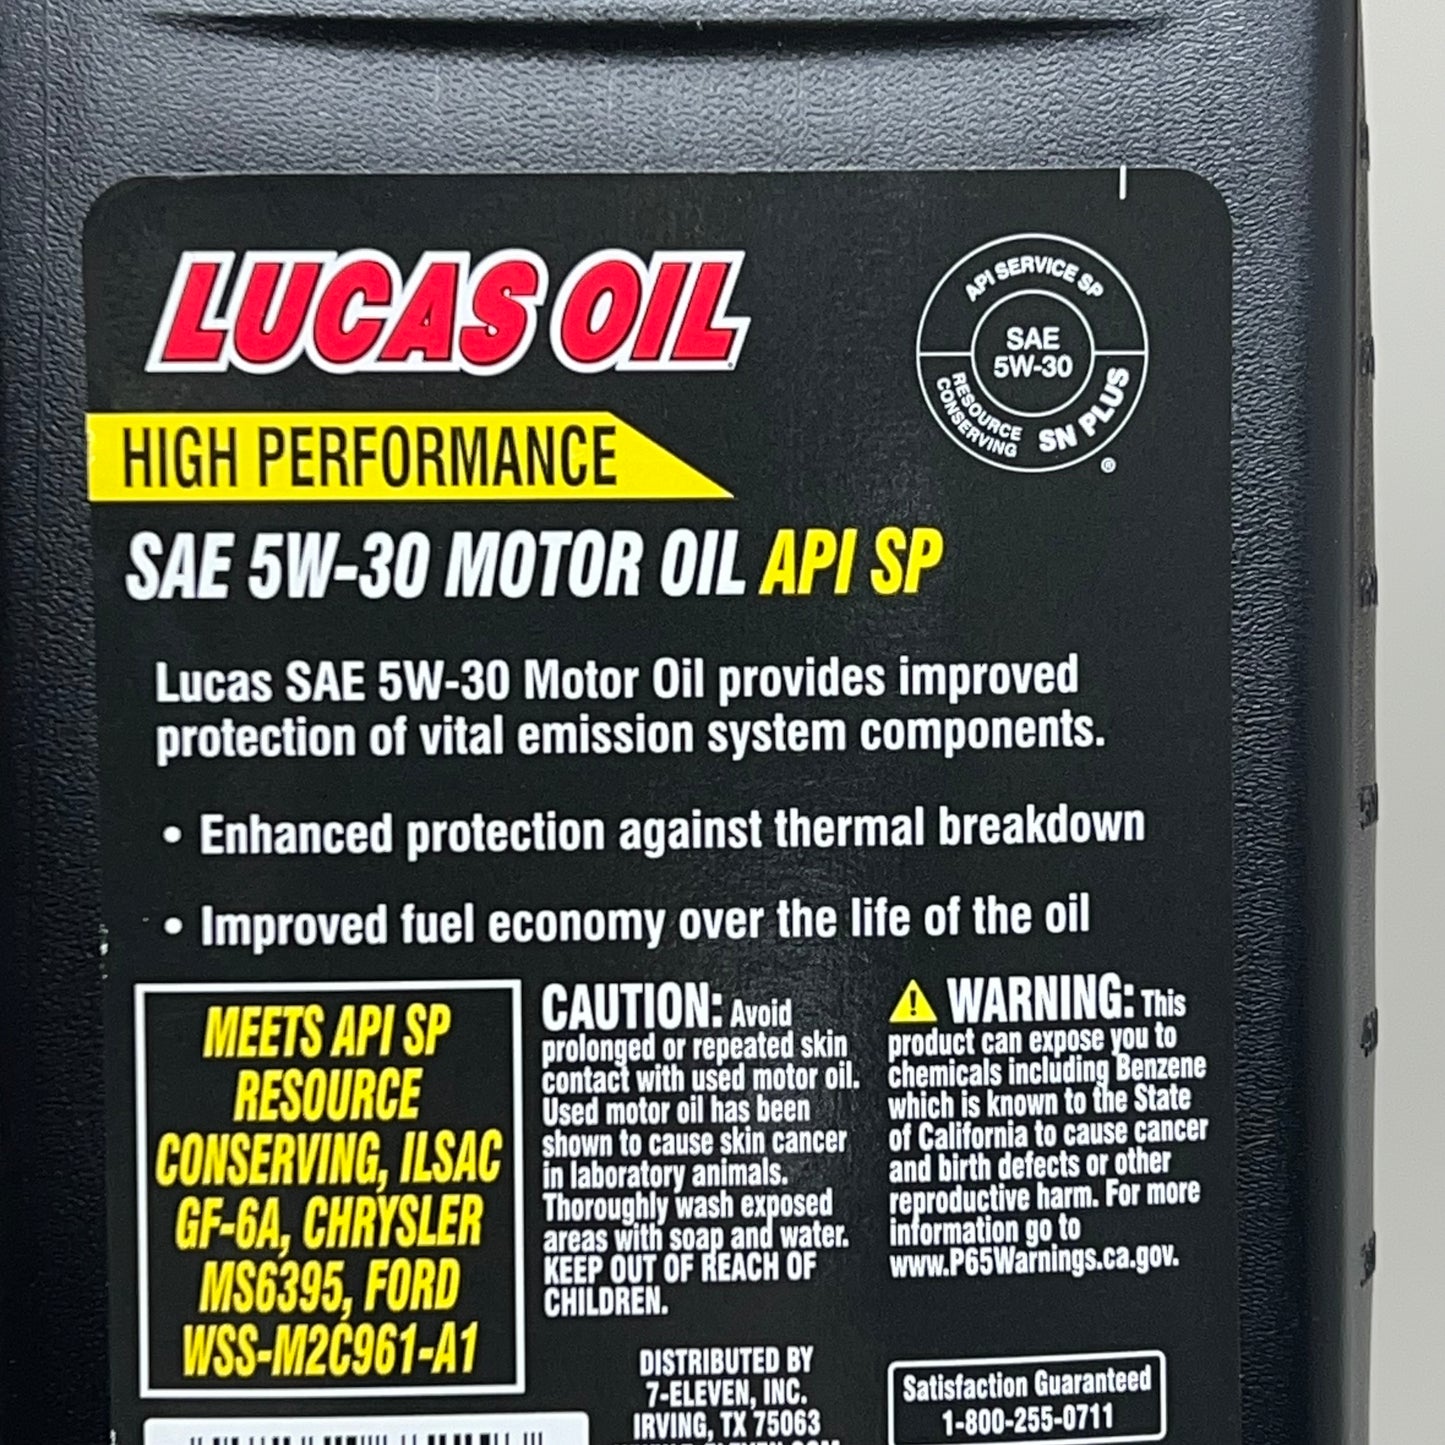 LUCAS OIL
API SERVICE SP
SAE
5W-30
RESOURCE
CONSERVING
SN PLUS
®
HIGH PERFORMANCE
SAE 5W-30 MOTOR OIL API SP
Lucas SAE 5W-30 Motor Oil provides improved
protection of vital emission system components.
• Enhanced protection against thermal breakdown
• Improved fuel economy over the life of the oil
MEETS API SP
RESOURCE
CONSERVING, ILSAC
GF-6A, CHRYSLER
MS6395, FORD
WSS-M2C961-A1
CAUTION: Avoid
prolonged or repeated skin
contact with used motor oil.
Used motor oil has been
shown to cause skin cancer
in laboratory animals.
Thoroughly wash exposed
areas with soap and water.
KEEP OUT OF REACH OF
CHILDREN.
WARNING: This
product can expose you to
chemicals including Benzene
which is known to the State
of California to cause cancer
and birth defects or other
reproductive harm. For more
information go to
www.P65Warnings.ca.gov.
DISTRIBUTED BY
7-ELEVEN, INC.
IRVING, TX 75063
Satisfaction Guaranteed
1-800-255-0711